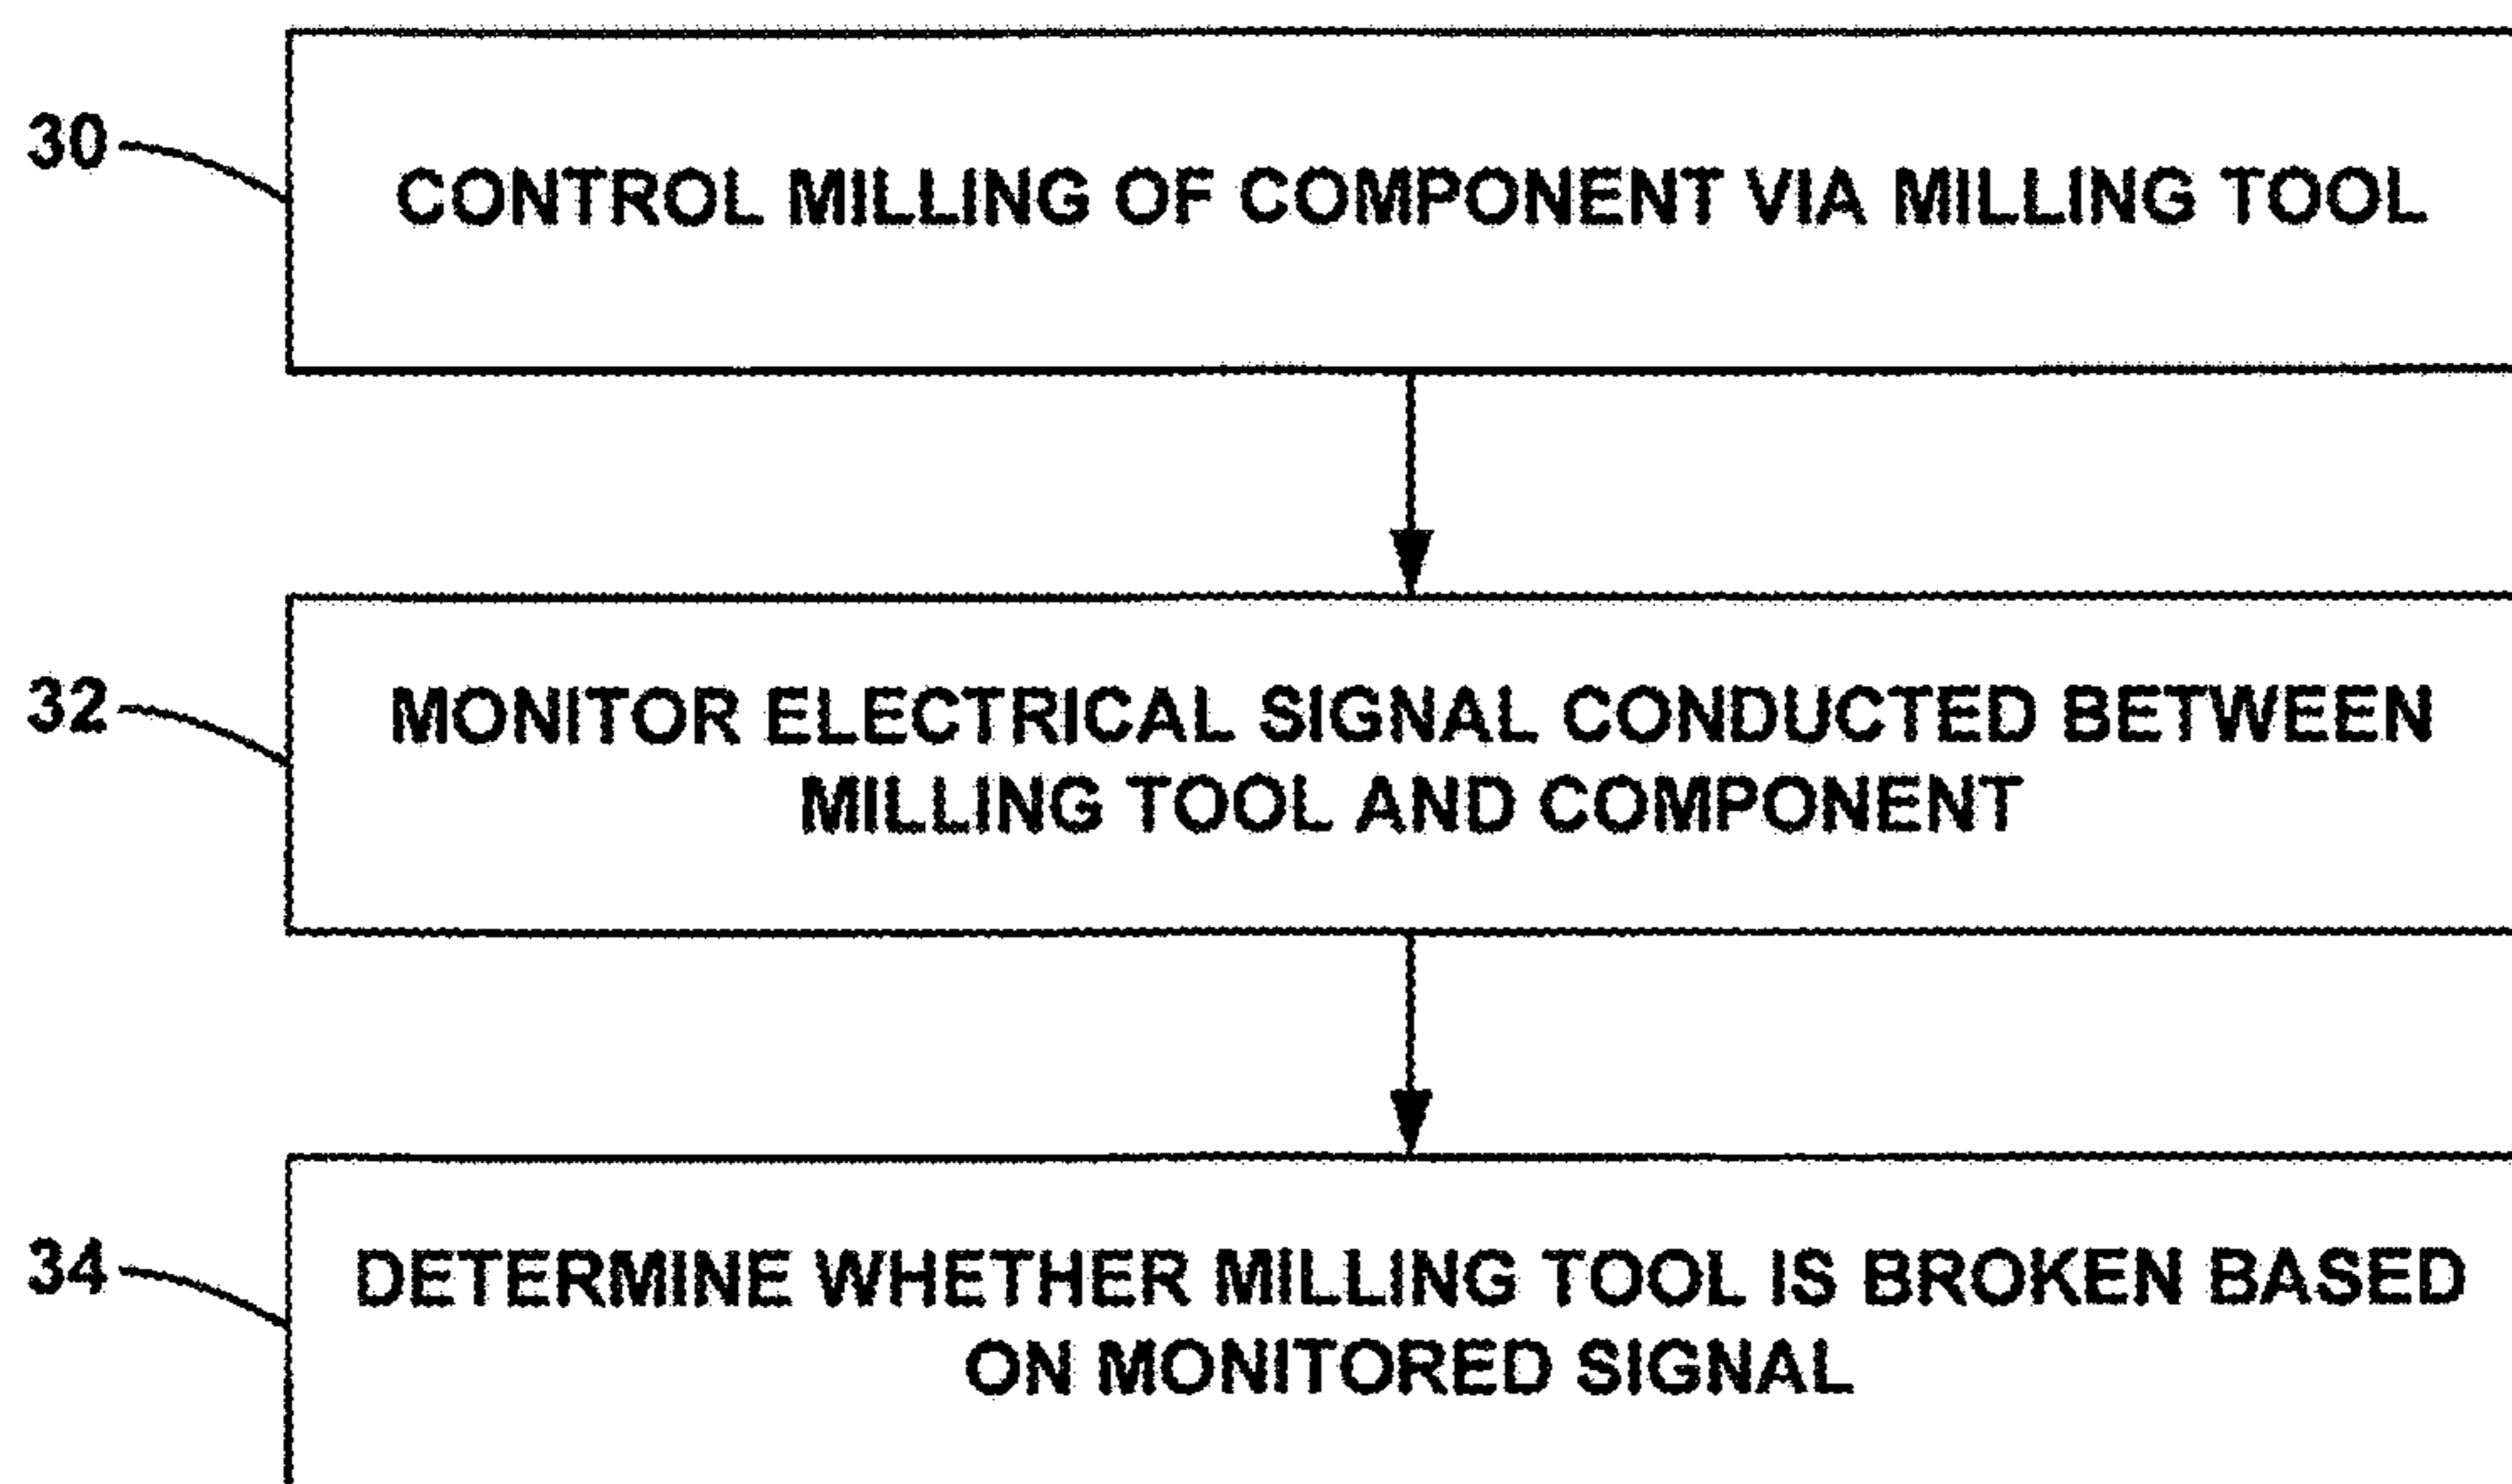 30
CONTROL MILLING OF COMPONENT VIA MILLING TOOL
32
MONITOR ELECTRICAL SIGNAL CONDUCTED BETWEEN
MILLING TOOL AND COMPONENT
34
DETERMINE WHETHER MILLING TOOL IS BROKEN BASED
ON MONITORED SIGNAL